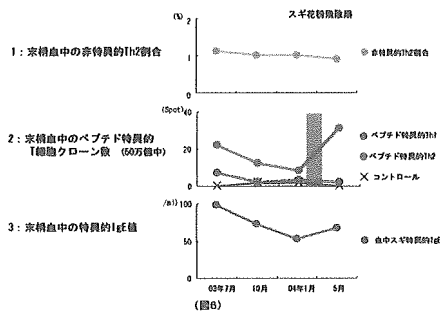 (%)
スギ花粉飛散期
2
1：末梢血中の非特異的Th2割合
1
非特異的Th2割合
0
(Spot)
40
2：末梢血中のペプチド特異的
T細胞クローン数 (50万個中)
20
ペプチド特異的Th1
ペプチド特異的Th2
コントロール
0
3：末梢血中の特異的IgE値
100
50
血中スギ特異的IgE
0
03年7月 10月 04年1月 5月
(図6)